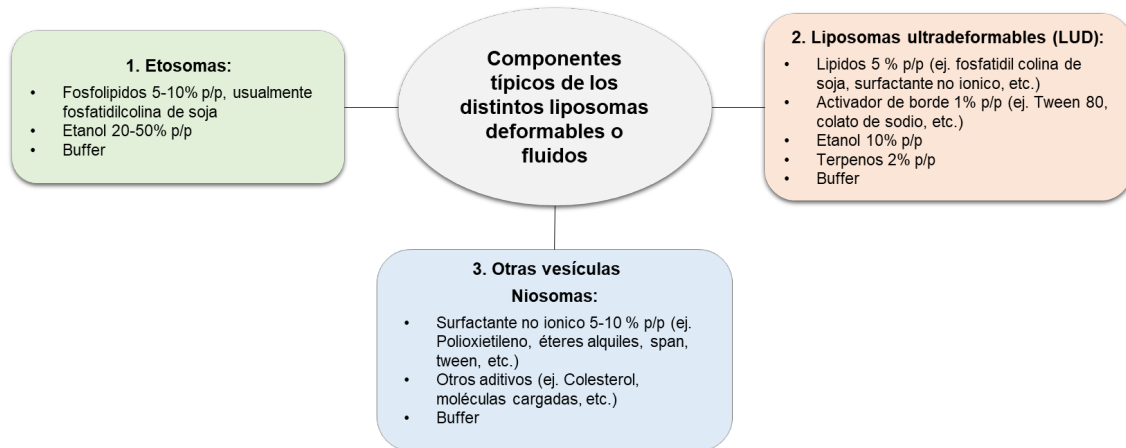 Componentes
típicos de los
distintos liposomas
deformables o
fluidos
1. Etosomas:
• Fosfolipidos 5-10% p/p, usualmente
fosfatidilcolina de soja
• Etanol 20-50% p/p
• Buffer
2. Liposomas ultradeformables (LUD):
• Lípidos 5 % p/p (ej. fosfatidil colina de
soja, surfactante no ionico, etc.)
• Activador de borde 1% p/p (ej. Tween 80,
colato de sodio, etc.)
• Etanol 10% p/p
• Terpenos 2% p/p
• Buffer
3. Otras vesículas
Niosomas:
• Surfactante no ionico 5-10 % p/p (ej.
Polioxietileno, éteres alquiles, span,
tween, etc.)
• Otros aditivos (ej. Colesterol,
moléculas cargadas, etc.)
• Buffer